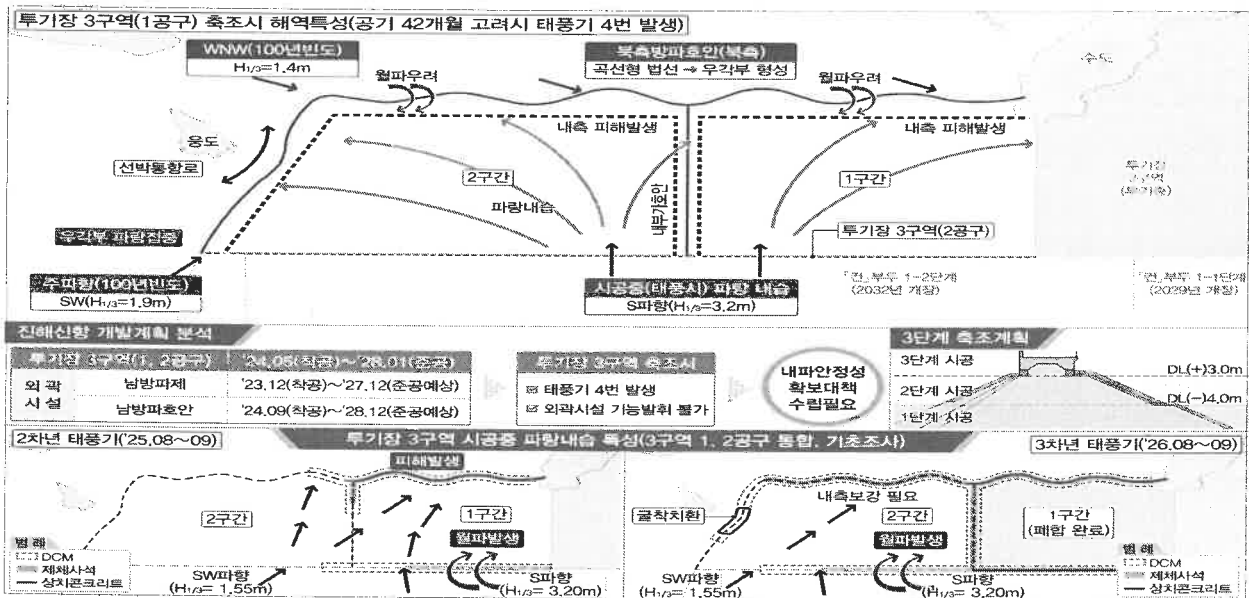 투기장 3구역(1공구) 축조시 해역특성(공기 42개월 고려시 태풍기 4번 발생)
WNW(100년빈도)
H1/3=1.4m
월파우려
북측방파호안(북측)
곡선형 법선 → 우각부 형성
월파우려
수도
웅도
선박통항로
내측 피해발생
내측 피해발생
2구간
파랑내습
내부가호안
1구간
투기장
(투기중)
우각부 파랑집중
투기장 3구역(2공구)
주파향(100년빈도)
SW(H1/3=1.9m)
시공중(태풍시) 파랑 내습
S파향(H1/3=3.2m)
「컨」부두 1-2단계
(2032년 개장)
「컨」부두 1-1단계
(2029년 개장)
진해신항 개발계획 분석
투기장 3구역(1, 2공구)
'24.05(착공)~'28.01(준공)
외곽
시설
남방파제
'23.12(착공)~'27.12(준공예상)
남방파호안
'24.09(착공)~'28.12(준공예상)
투기장 3구역 축조시
☑ 태풍기 4번 발생
☑ 외곽시설 기능발휘 불가
내파안정성
확보대책
수립필요
3단계 축조계획
3단계 시공
DL(+)3.0m
2단계 시공
DL(-)4.0m
1단계 시공
2차년 태풍기('25.08~09)
투기장 3구역 시공중 파랑내습 특성(3구역 1, 2공구 통합, 기초조사)
3차년 태풍기('26.08~09)
피해발생
2구간
1구간
월파발생
범 례
DCM
제체사석
상치콘크리트
SW파향
(H1/3=1.55m)
S파향
(H1/3=3.20m)
내측보강 필요
굴착치환
2구간
월파발생
1구간
(폐합 완료)
범 례
DCM
제체사석
상치콘크리트
SW파향
(H1/3=1.55m)
S파향
(H1/3=3.20m)